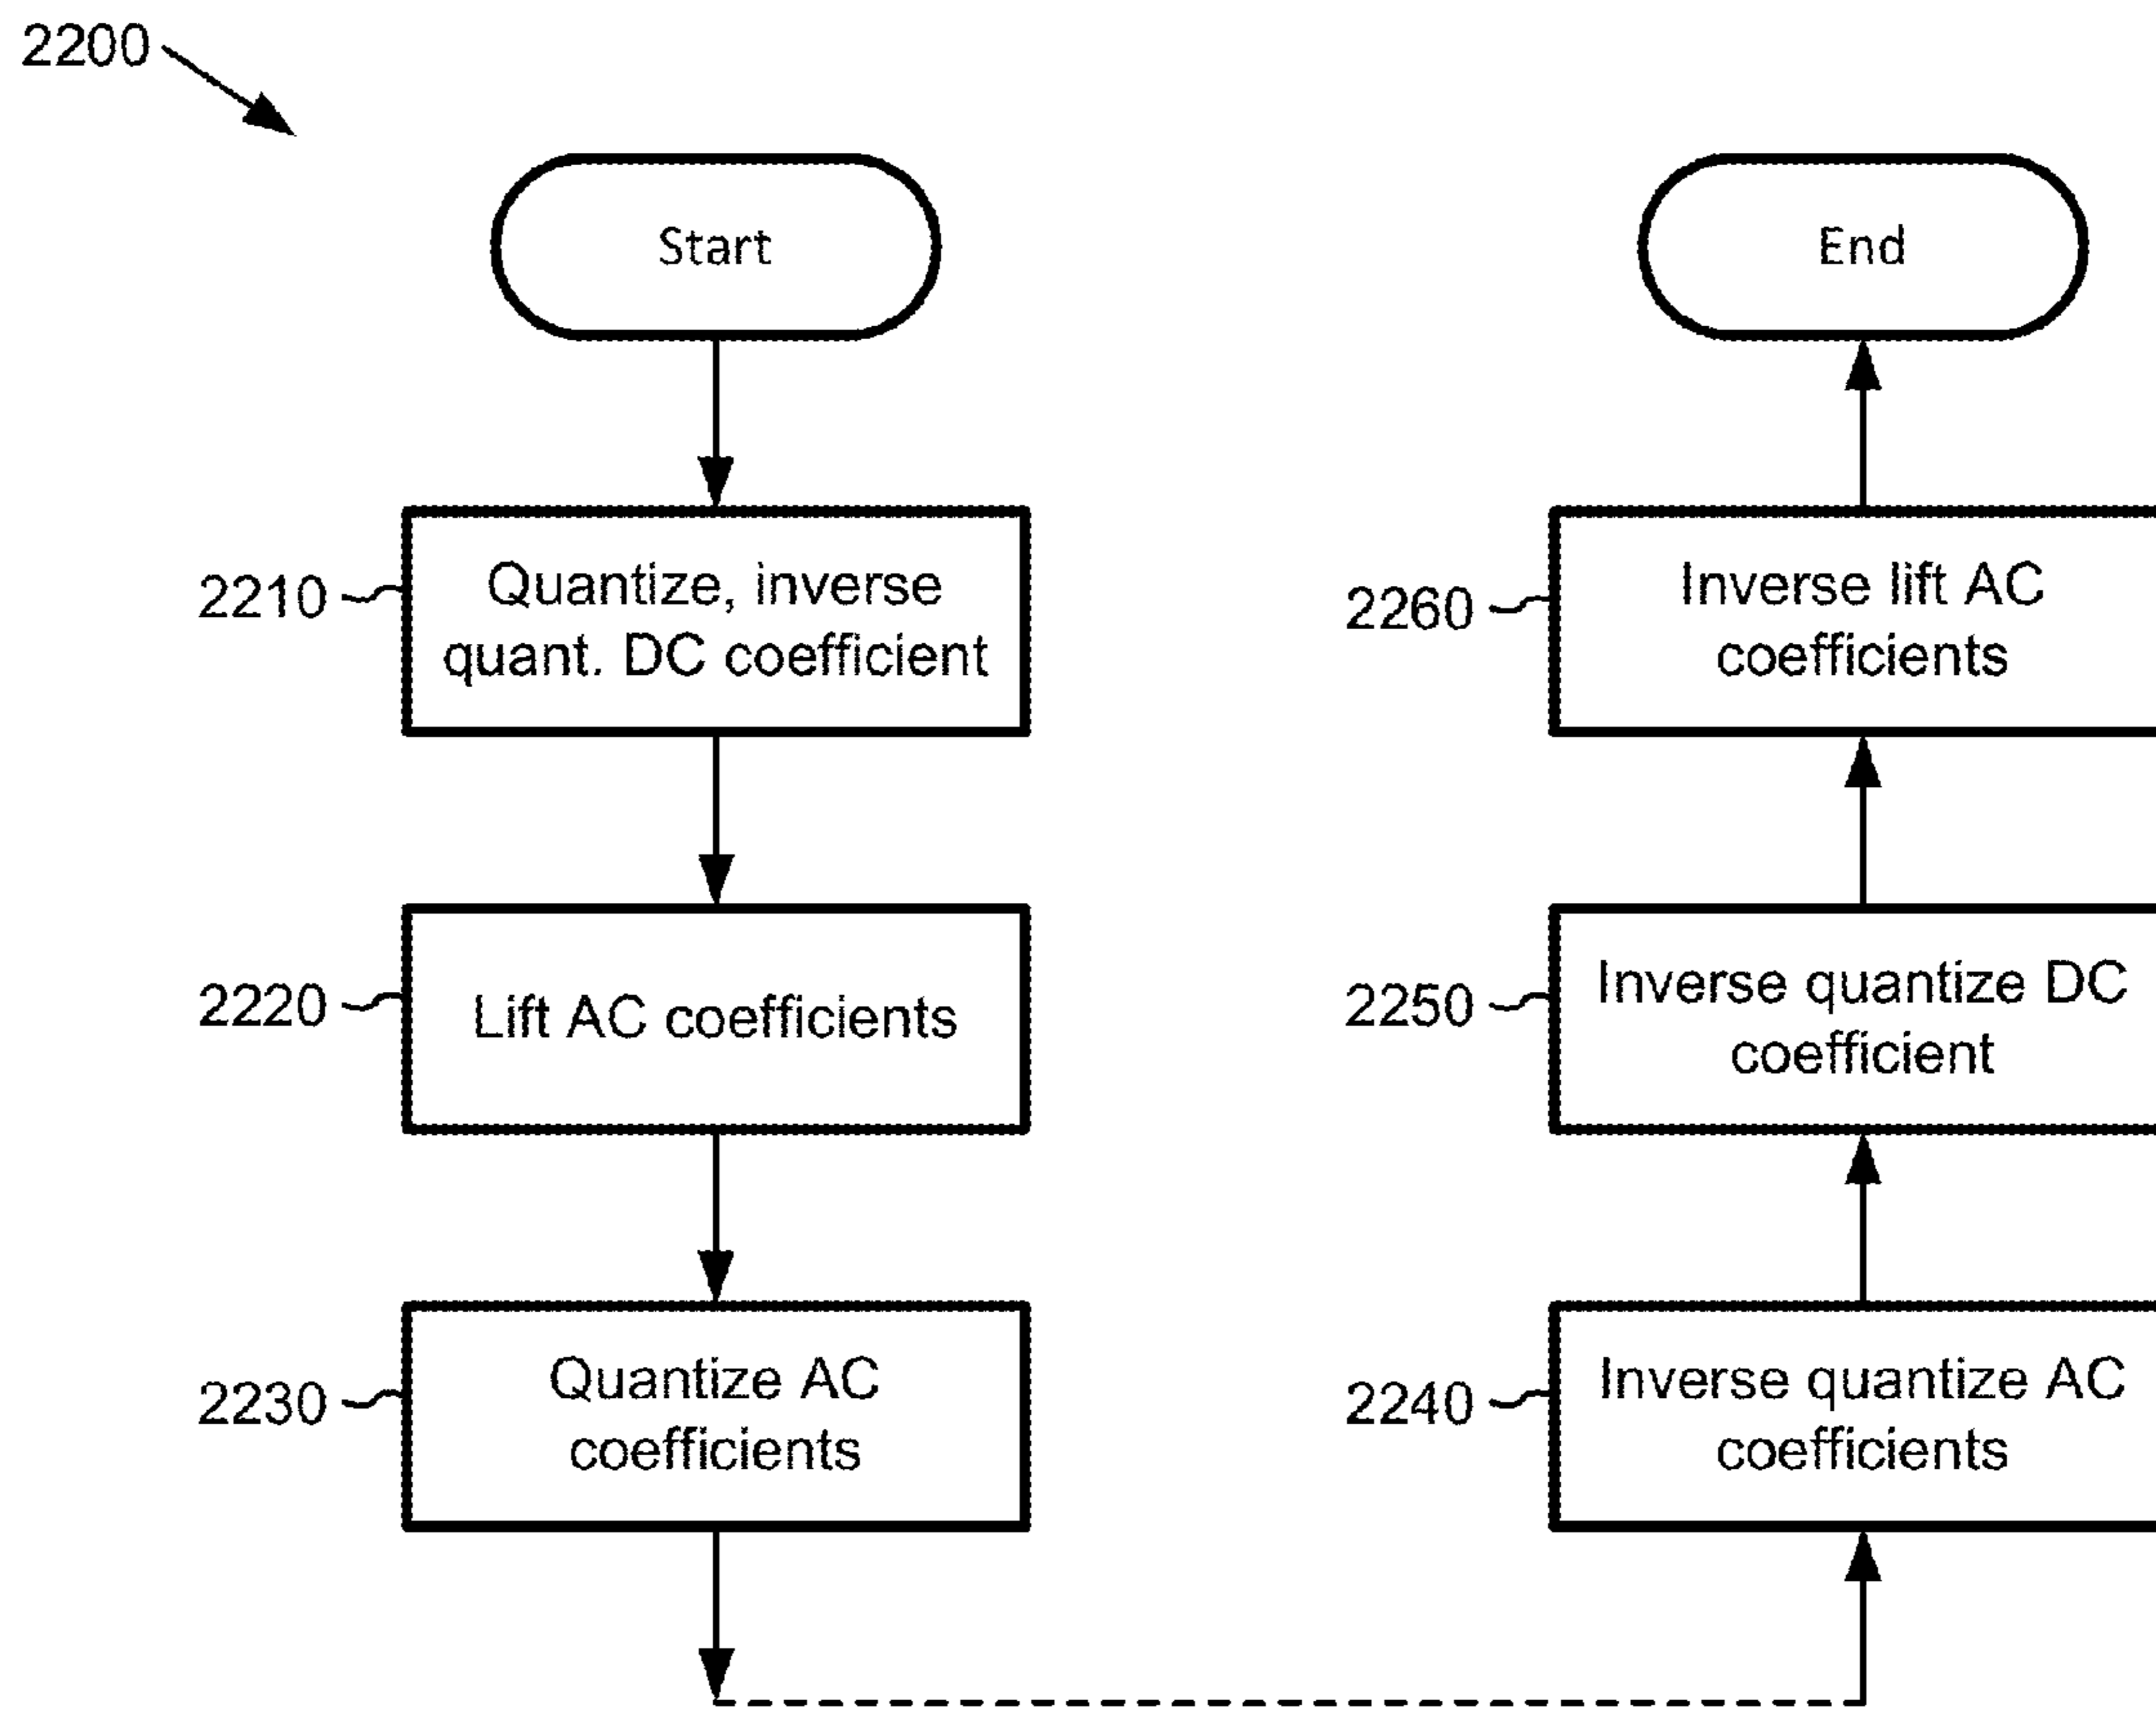 2200
Start
2210
Quantize, inverse
quant. DC coefficient
2220
Lift AC coefficients
2230
Quantize AC
coefficients
End
2260
Inverse lift AC
coefficients
2250
Inverse quantize DC
coefficient
2240
Inverse quantize AC
coefficients